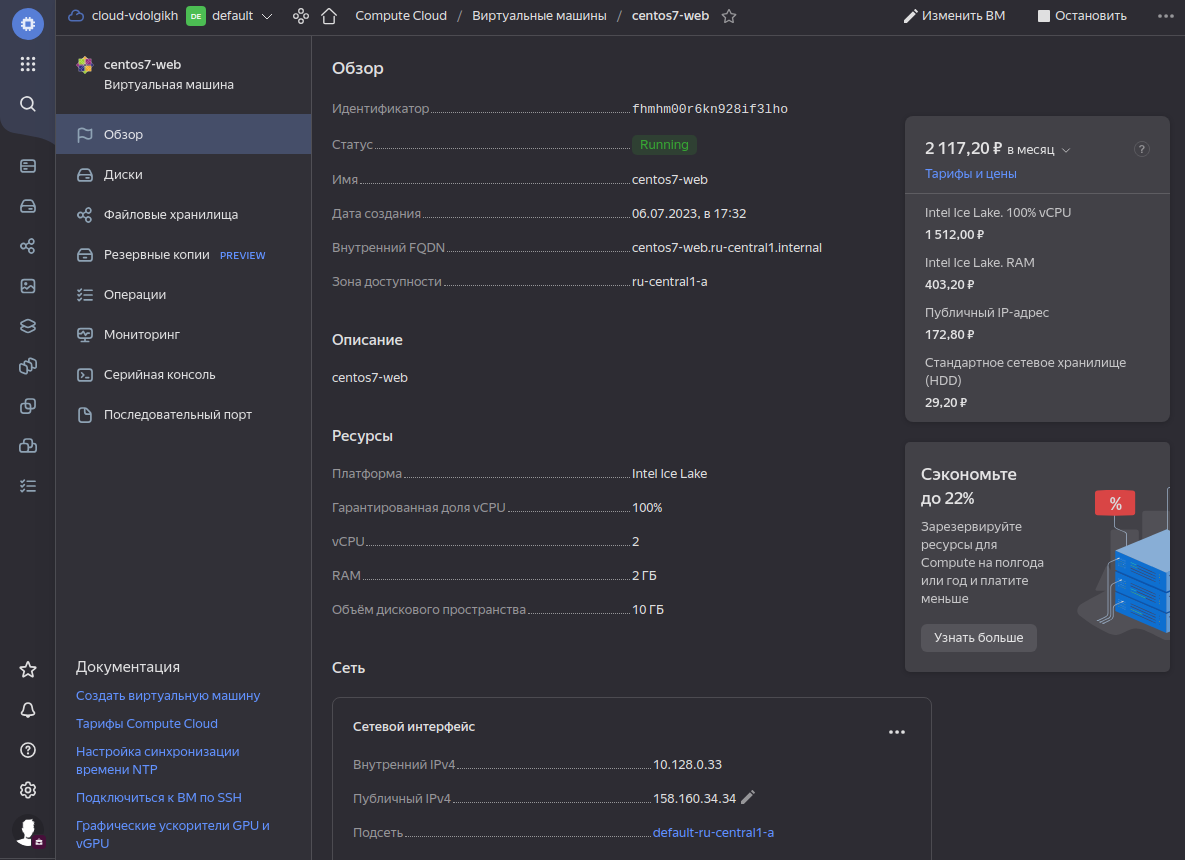 cloud-vdolgikh DE default Compute Cloud / Виртуальные машины / centos7-web Изменить ВМ Остановить
centos7-web
Виртуальная машина
Обзор
Диски
Файловые хранилища
Резервные копии PREVIEW
Операции
Мониторинг
Серийная консоль
Последовательный порт
Документация
Создать виртуальную машину
Тарифы Compute Cloud
Настройка синхронизации
времени NTP
Подключиться к ВМ по SSH
Графические ускорители GPU и
vGPU
Обзор
Идентификатор fhmhm00r6kn928if3lho
Статус Running
Имя centos7-web
Дата создания 06.07.2023, в 17:32
Внутренний FQDN centos7-web.ru-central1.internal
Зона доступности ru-central1-a
Описание
centos7-web
Ресурсы
Платформа Intel Ice Lake
Гарантированная доля vCPU 100%
vCPU 2
RAM 2 ГБ
Объём дискового пространства 10 ГБ
Сеть
Сетевой интерфейс
Внутренний IPv4 10.128.0.33
Публичный IPv4 158.160.34.34
Подсеть default-ru-central1-a
2 117,20 ₽ в месяц ?
Тарифы и цены
Intel Ice Lake. 100% vCPU
1 512,00 ₽
Intel Ice Lake. RAM
403,20 ₽
Публичный IP-адрес
172,80 ₽
Стандартное сетевое хранилище
(HDD)
29,20 ₽
Сэкономьте
до 22%
%
Зарезервируйте
ресурсы для
Compute на полгода
или год и платите
меньше
Узнать больше